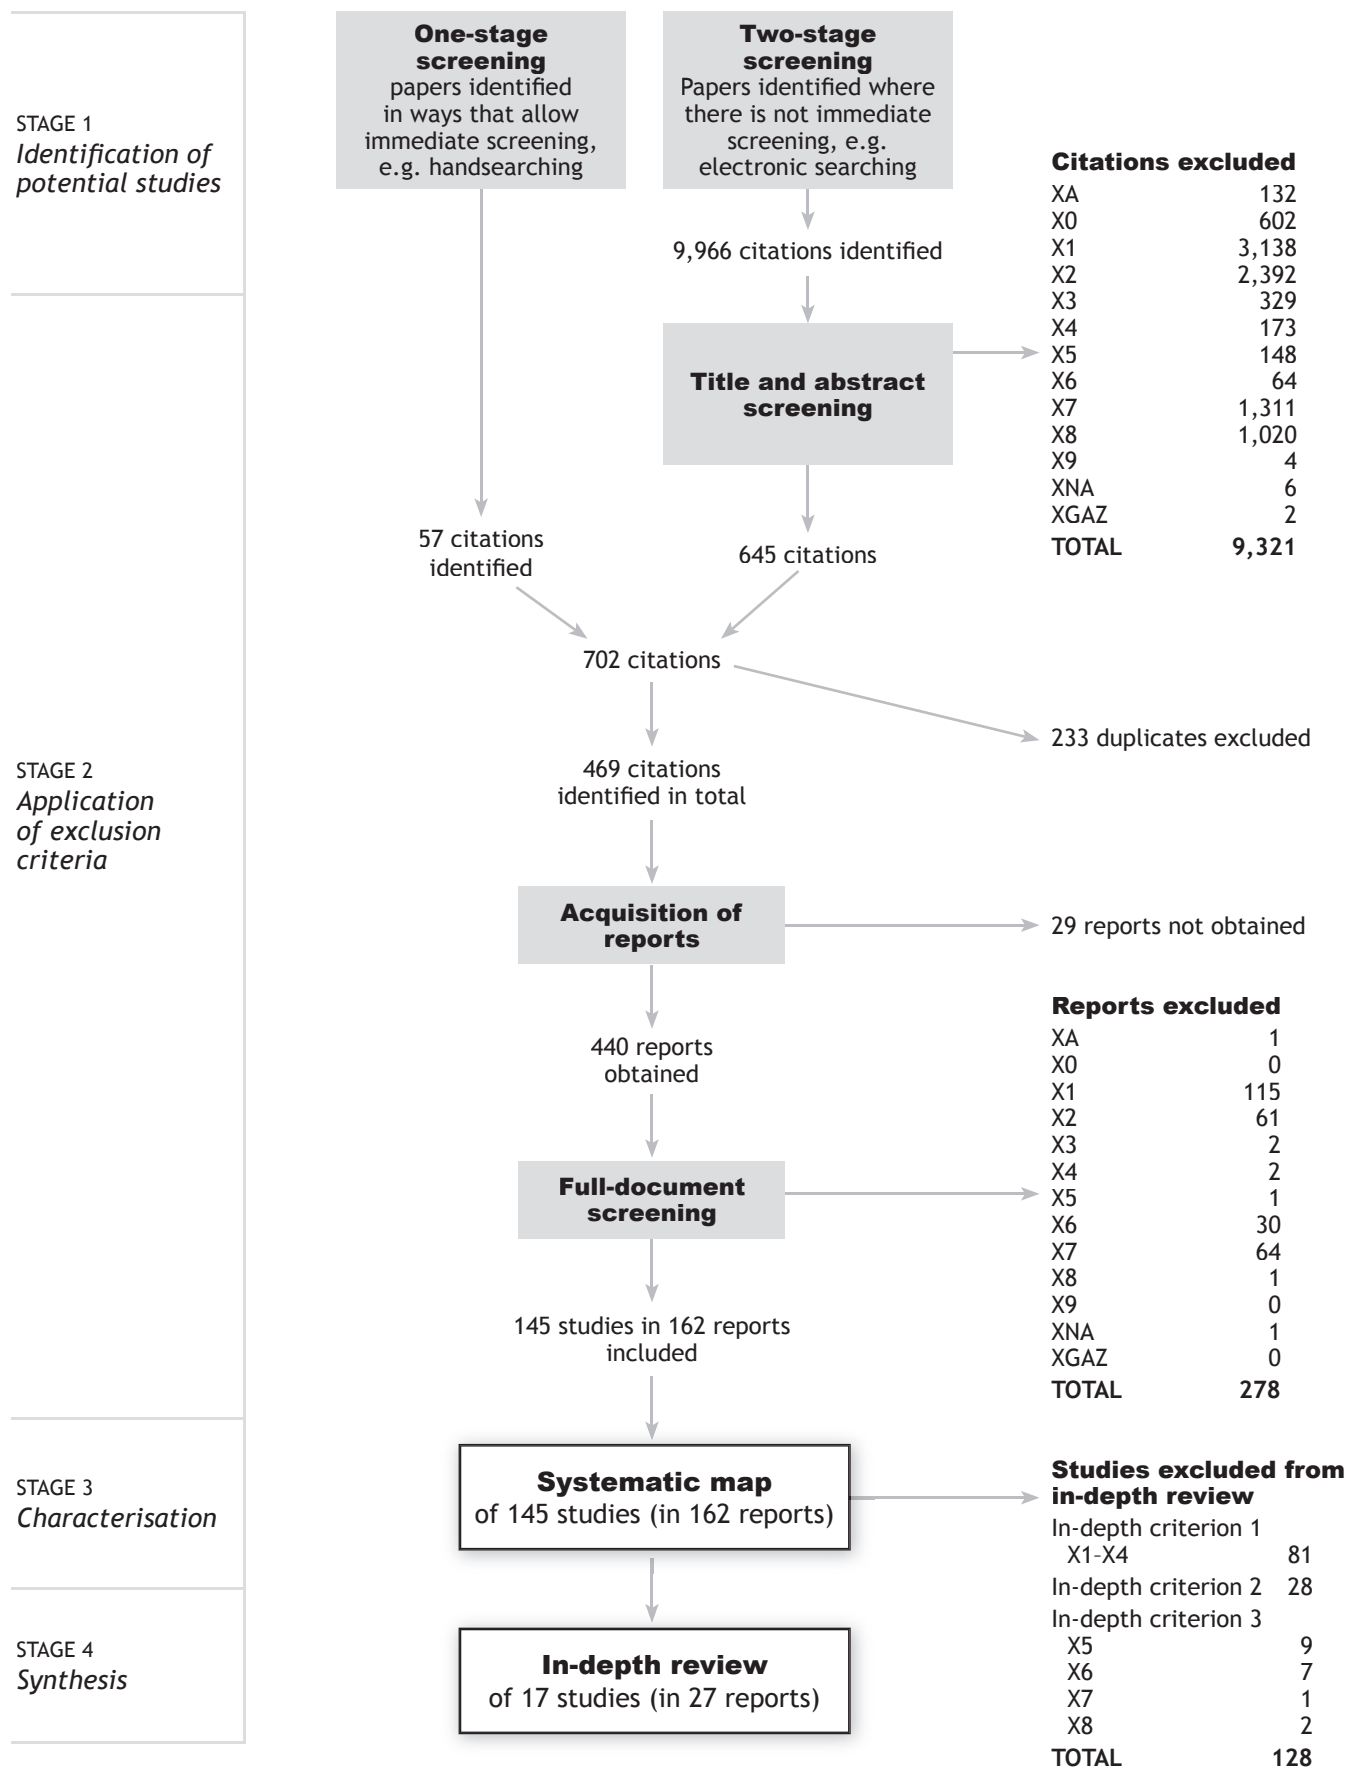 STAGE 1
Identification of
potential studies
One-stage
screening
papers identified
in ways that allow
immediate screening,
e.g. handsearching
Two-stage
screening
Papers identified where
there is not immediate
screening, e.g.
electronic searching
9,966 citations identified
Title and abstract
screening
Citations excluded
XA 132
X0 602
X1 3,138
X2 2,392
X3 329
X4 173
X5 148
X6 64
X7 1,311
X8 1,020
X9 4
XNA 6
XGAZ 2
TOTAL 9,321
57 citations
identified
645 citations
702 citations
233 duplicates excluded
STAGE 2
Application
of exclusion
criteria
469 citations
identified in total
Acquisition of
reports
29 reports not obtained
440 reports
obtained
Full-document
screening
Reports excluded
XA 1
X0 0
X1 115
X2 61
X3 2
X4 2
X5 1
X6 30
X7 64
X8 1
X9 0
XNA 1
XGAZ 0
TOTAL 278
145 studies in 162 reports
included
STAGE 3
Characterisation
Systematic map
of 145 studies (in 162 reports)
Studies excluded from
in-depth review
In-depth criterion 1
X1–X4 81
In-depth criterion 2 28
In-depth criterion 3
X5 9
X6 7
X7 1
X8 2
TOTAL 128
STAGE 4
Synthesis
In-depth review
of 17 studies (in 27 reports)